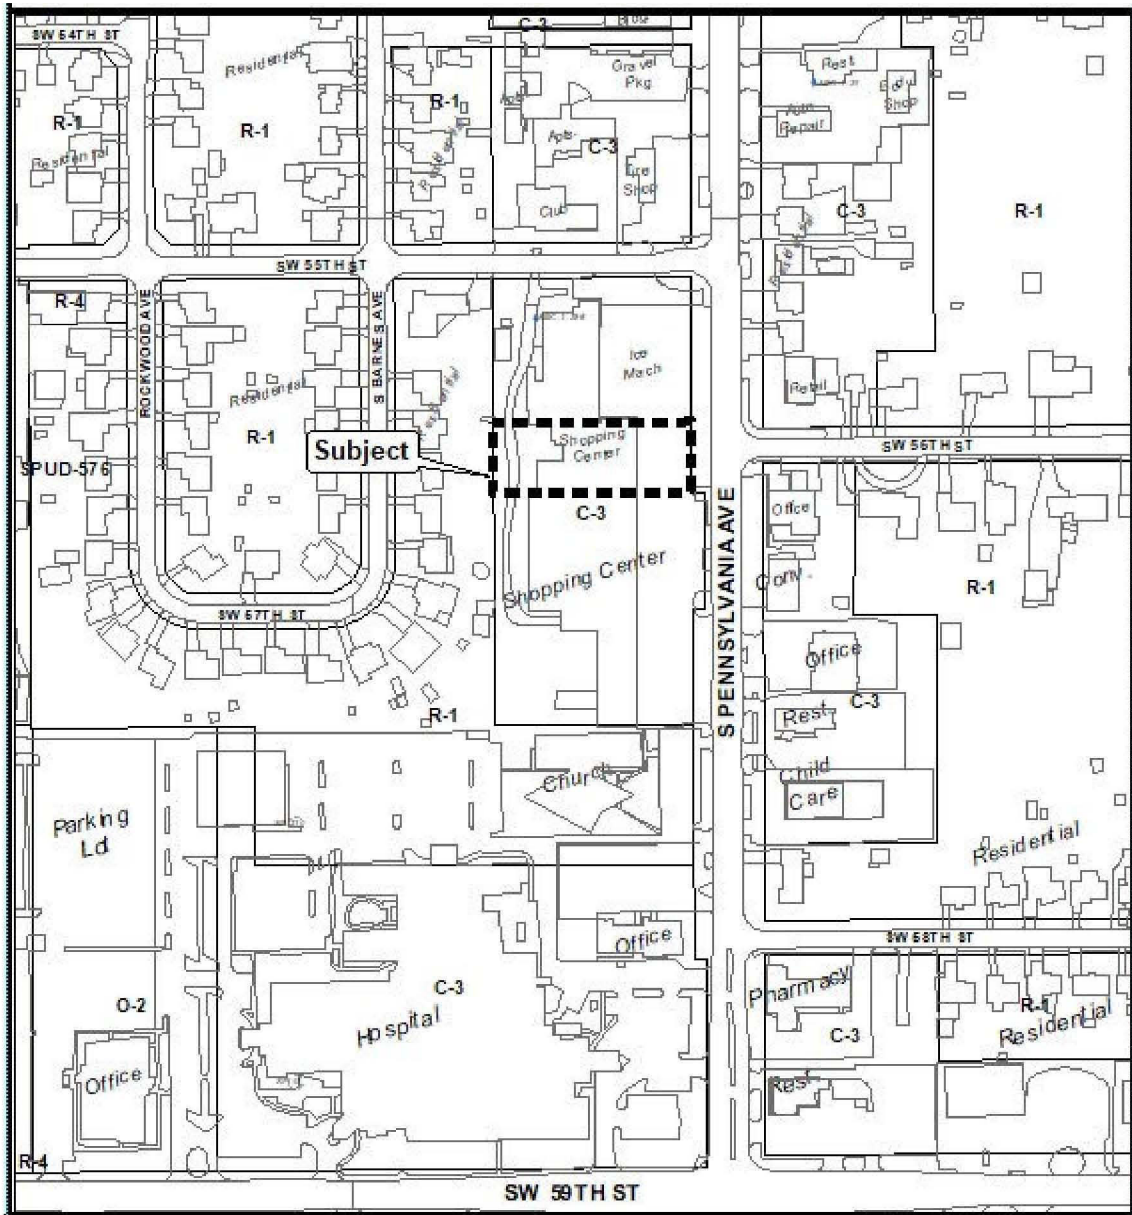 C-3
SW 54TH ST
Residential
R-1
R-1
Residential
R-1
Residential
Gravel
Pkg
Apts
C-3
Tire
Shop
Club
Rest
Body
Shop
Auto
Repair
C-3
Residential
R-1
SW 55TH ST
R-4
ROCKWOOD AVE
S BARNES AVE
Residential
R-1
SPUD-576
Residential
Ice
Mach
Shopping
Center
Subject
C-3
Shopping Center
Retail
SW 56TH ST
S PENNSYLVANIA AVE
Office
Conv.
R-1
SW 57TH ST
R-1
Office
Rest.
C-3
Child
Care
Church
Parking
Lot
Residential
Office
SW 58TH ST
O-2
Office
C-3
Hospital
Pharmacy
C-3
R-1
Residential
Rest
R-4
SW 59TH ST